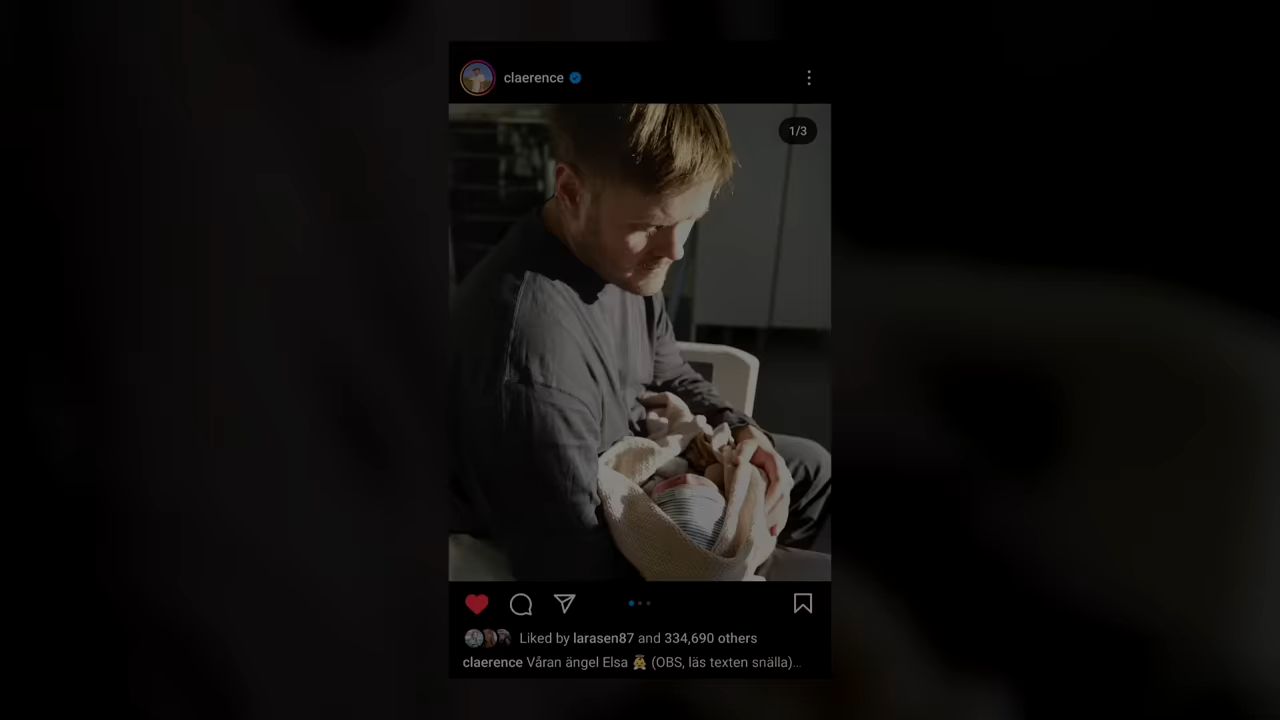 claerence
1/3
Liked by larasen87 and 334,690 others
claerence Våran ängel Elsa 👼 (OBS, läs texten snälla)...